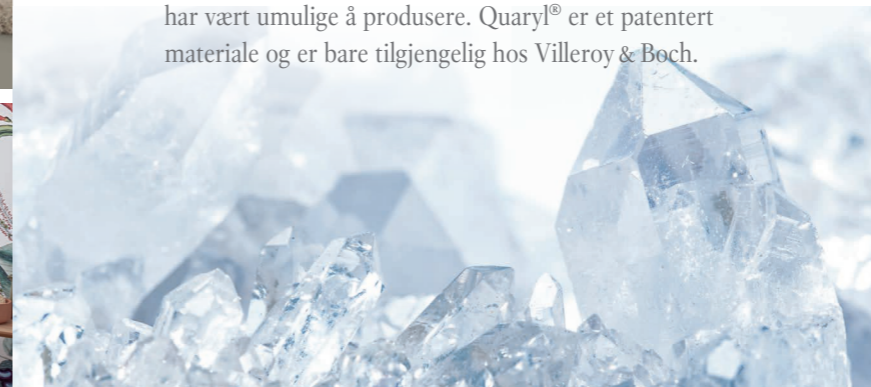 har vært umulige å produsere. Quaryl® er et patentert
materiale og er bare tilgjengelig hos Villeroy & Boch.